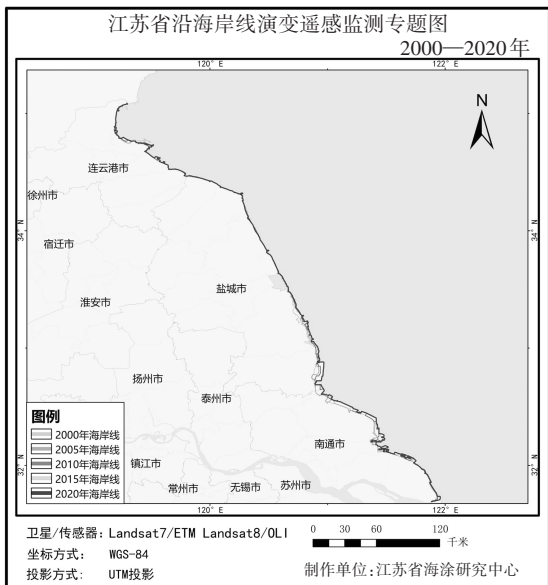 江苏省沿海岸线演变遥感监测专题图
2000—2020年
120° E
122° E
N
连云港市
徐州市
34° N
34° N
宿迁市
盐城市
淮安市
扬州市
泰州市
图例
2000年海岸线
2005年海岸线
2010年海岸线
2015年海岸线
2020年海岸线
南通市
镇江市
32° N
32° N
常州市
无锡市
苏州市
120° E
122° E
卫星/传感器：Landsat7/ETM Landsat8/OLI
0 30 60 120
千米
坐标方式： WGS-84
投影方式： UTM投影
制作单位:江苏省海涂研究中心